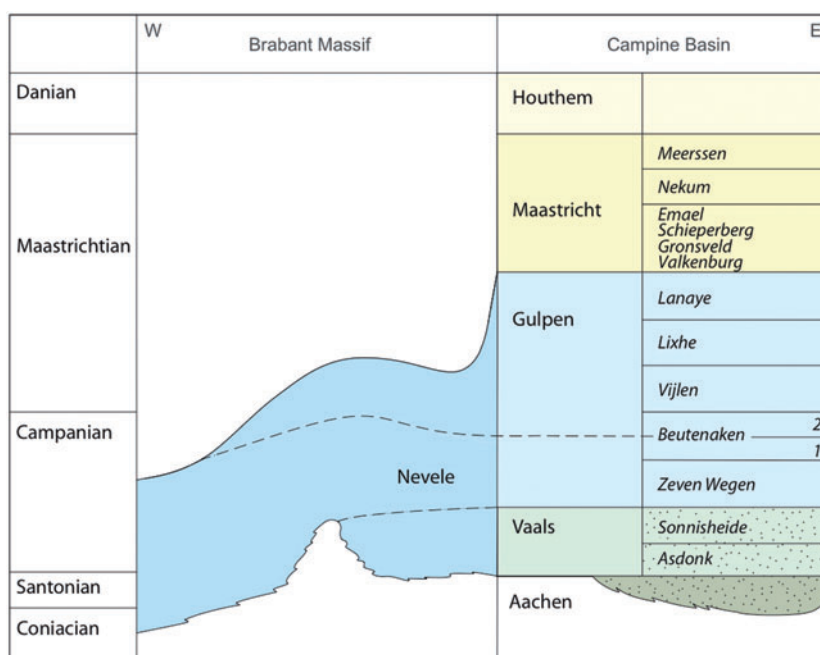 W
Brabant Massif
Campine Basin
E
Danian
Houthem
Maastrichtian
Maastricht
Meerssen
Nekum
Emael
Schieperberg
Gronsveld
Valkenburg
Gulpen
Lanaye
Lixhe
Vijlen
Campanian
Beutenaken
2
1
Nevele
Zeven Wegen
Vaals
Sonnisheide
Asdonk
Santonian
Aachen
Coniacian